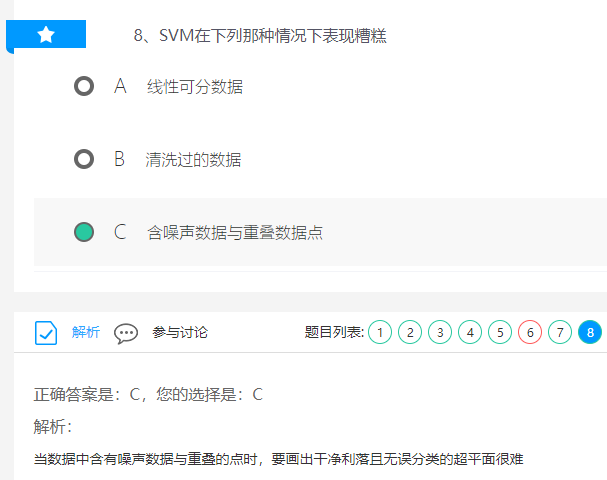 8、SVM在下列那种情况下表现糟糕
A 线性可分数据
B 清洗过的数据
C 含噪声数据与重叠数据点
解析 参与讨论 题目列表: 1 2 3 4 5 6 7 8
正确答案是：C，您的选择是：C
解析：
当数据中含有噪声数据与重叠的点时，要画出干净利落且无误分类的超平面很难